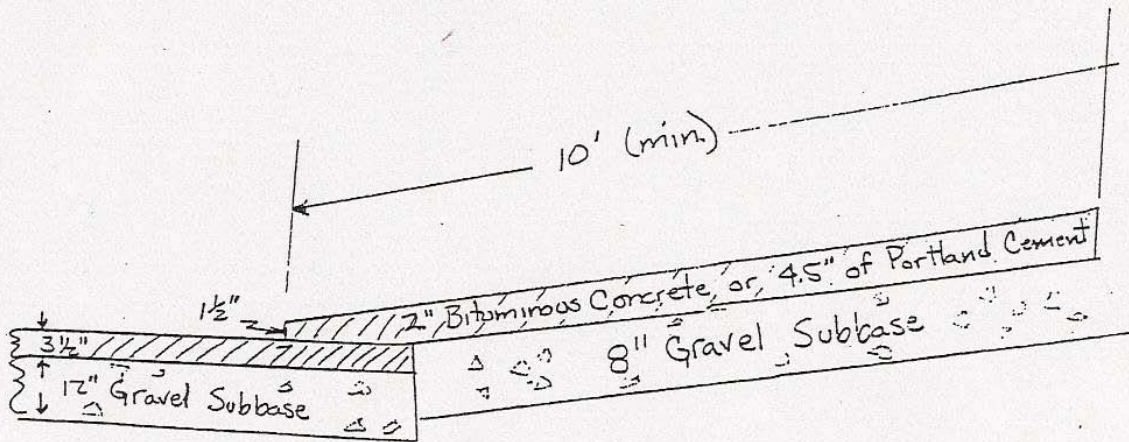 10' (min.)
1½"
2" Bituminous Concrete, or, 4.5" of Portland Cement
3½"
8" Gravel Subbase
12" Gravel Subbase